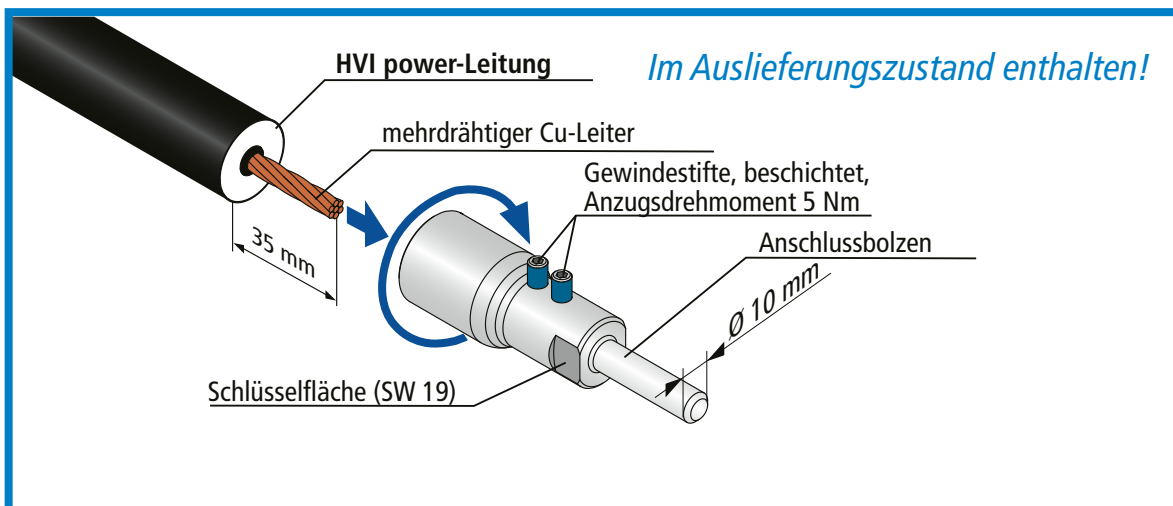 HVI power-Leitung
Im Auslieferungszustand enthalten!
mehrdrähtiger Cu-Leiter
Gewindestifte, beschichtet,
Anzugsdrehmoment 5 Nm
Anschlussbolzen
35 mm
Ø 10 mm
Schlüsselfläche (SW 19)